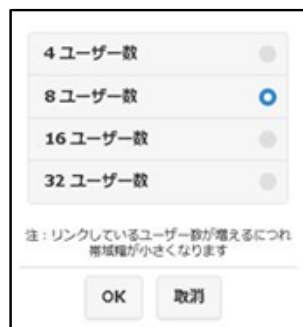 4 ユーザー数
8 ユーザー数
16 ユーザー数
32 ユーザー数
注：リンクしているユーザー数が増えるにつれ
帯域幅が小さくなります
OK 取消